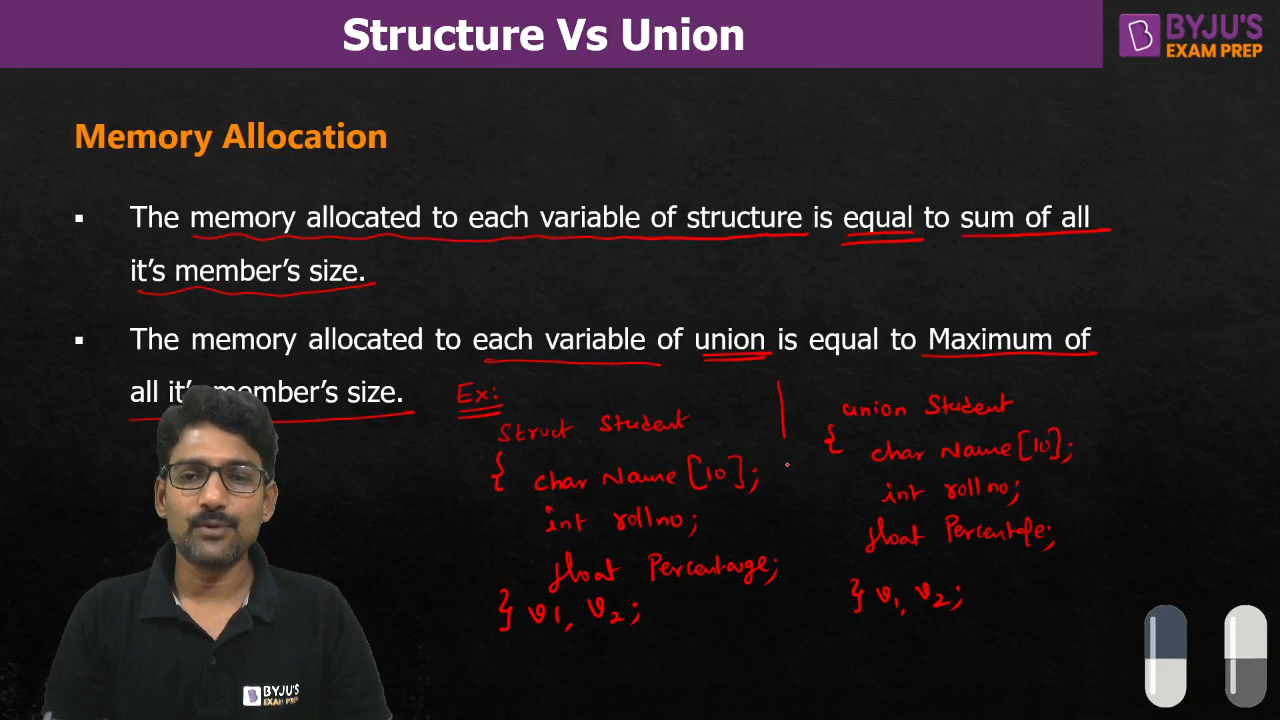 Structure Vs Union
BYJU'S
EXAM PREP
Memory Allocation
▪ The memory allocated to each variable of structure is equal to sum of all
it's member's size.
▪ The memory allocated to each variable of union is equal to Maximum of
all it's member's size.
Ex:
Struct Student
{ char Name [10];
int rollno;
float Percentage;
} v1, v2;
union Student
{ char Name [10];
int rollno;
float Percentage;
} v1, v2;
BYJU'S
EXAM PREP